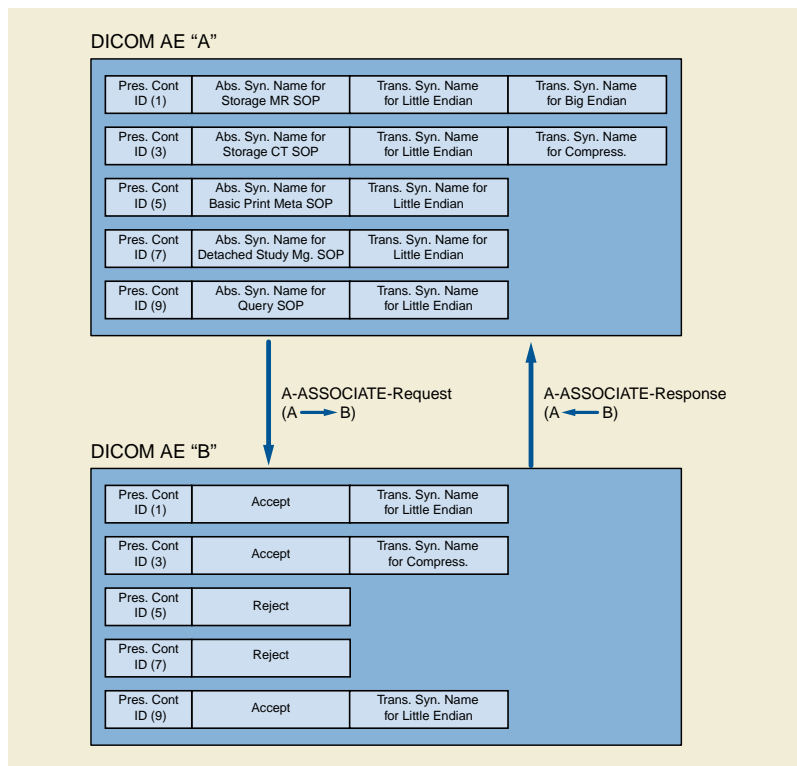 DICOM AE “A”
Pres. Cont
ID (1)
Abs. Syn. Name for
Storage MR SOP
Trans. Syn. Name
for Little Endian
Trans. Syn. Name
for Big Endian
Pres. Cont
ID (3)
Abs. Syn. Name for
Storage CT SOP
Trans. Syn. Name
for Little Endian
Trans. Syn. Name
for Compress.
Pres. Cont
ID (5)
Abs. Syn. Name for
Basic Print Meta SOP
Trans. Syn. Name for
Little Endian
Pres. Cont
ID (7)
Abs. Syn. Name for
Detached Study Mg. SOP
Trans. Syn. Name for
Little Endian
Pres. Cont
ID (9)
Abs. Syn. Name for
Query SOP
Trans. Syn. Name
for Little Endian
A-ASSOCIATE-Request
(A → B)
A-ASSOCIATE-Response
(A ← B)
DICOM AE “B”
Pres. Cont
ID (1)
Accept
Trans. Syn. Name
for Little Endian
Pres. Cont
ID (3)
Accept
Trans. Syn. Name
for Compress.
Pres. Cont
ID (5)
Reject
Pres. Cont
ID (7)
Reject
Pres. Cont
ID (9)
Accept
Trans. Syn. Name
for Little Endian